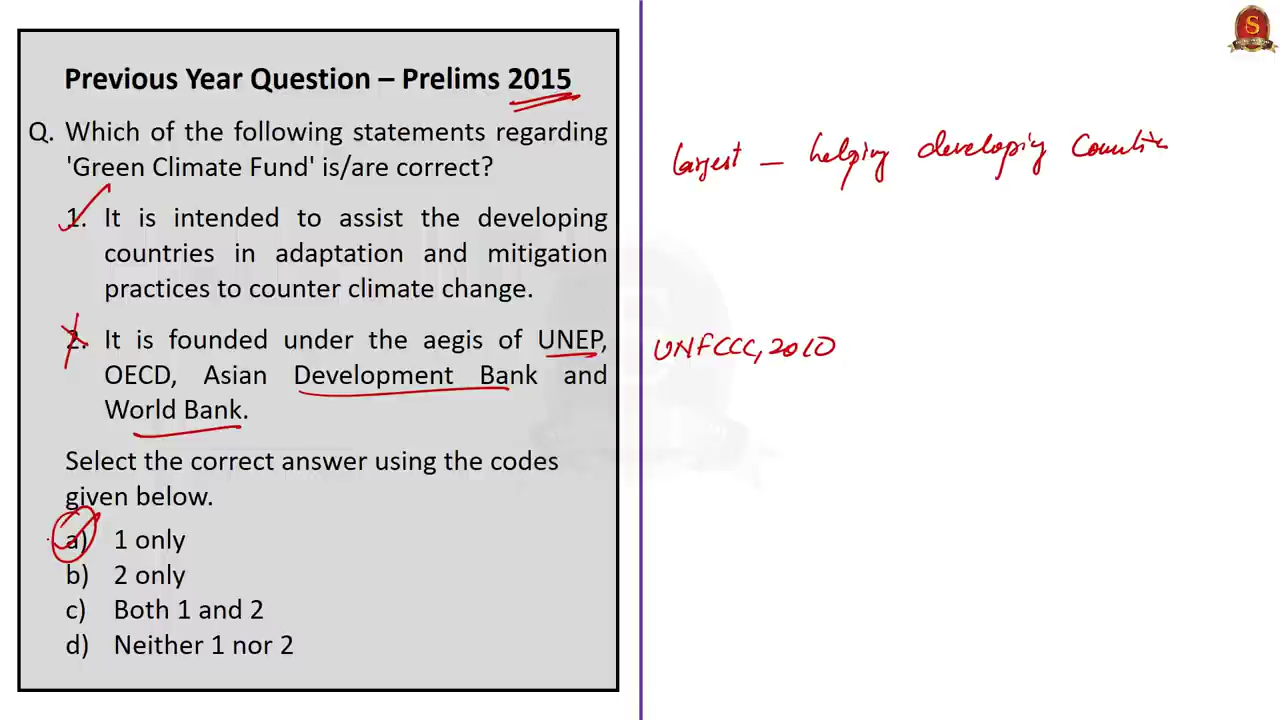 Previous Year Question – Prelims 2015
Q. Which of the following statements regarding
'Green Climate Fund' is/are correct?
1. It is intended to assist the developing
countries in adaptation and mitigation
practices to counter climate change.
2. It is founded under the aegis of UNEP,
OECD, Asian Development Bank and
World Bank.
Select the correct answer using the codes
given below.
a) 1 only
b) 2 only
c) Both 1 and 2
d) Neither 1 nor 2
largest – helping developing Countries
UNFCCC, 2010
S